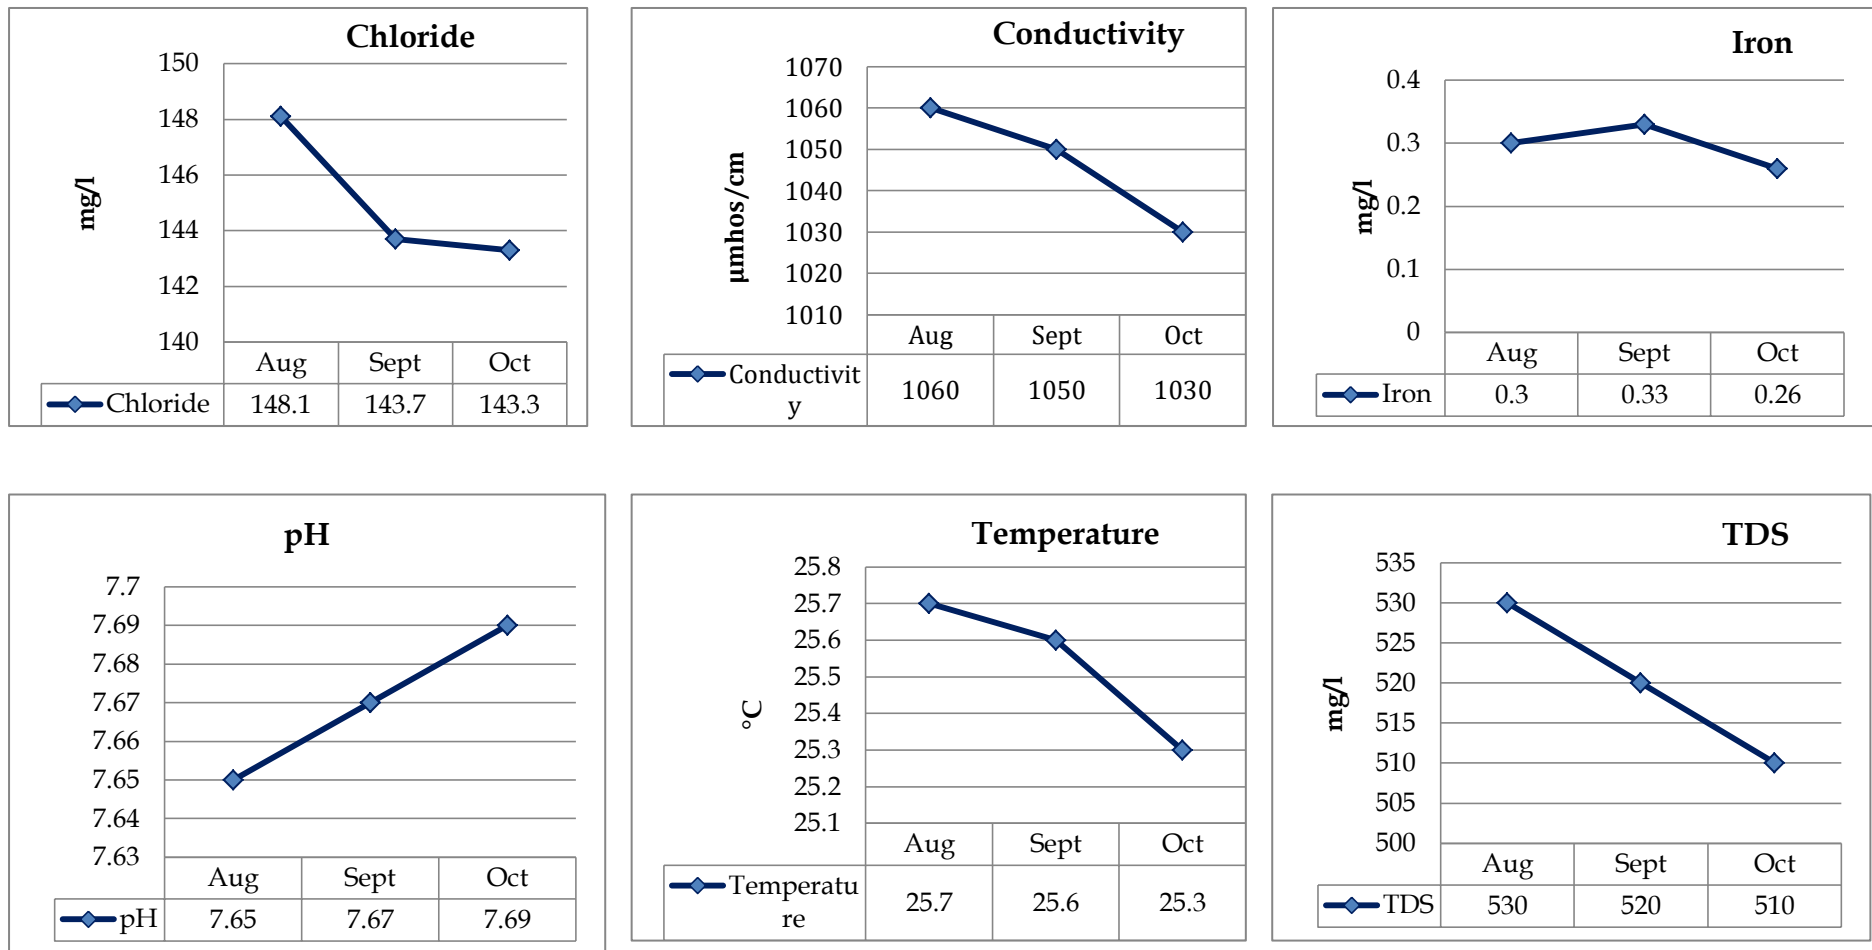 Chloride
150
148
146
144
142
140
mg/l
Aug Sept Oct
Chloride 148.1 143.7 143.3
Conductivity
1070
1060
1050
1040
1030
1020
1010
µmhos/cm
Aug Sept Oct
Conductivit
y
1060 1050 1030
Iron
0.4
0.3
0.2
0.1
0
mg/l
Aug Sept Oct
Iron 0.3 0.33 0.26
pH
7.7
7.69
7.68
7.67
7.66
7.65
7.64
7.63
Aug Sept Oct
pH 7.65 7.67 7.69
Temperature
25.8
25.7
25.6
25.5
25.4
25.3
25.2
25.1
°C
Aug Sept Oct
Temperatu
re
25.7 25.6 25.3
TDS
535
530
525
520
515
510
505
500
mg/l
Aug Sept Oct
TDS 530 520 510